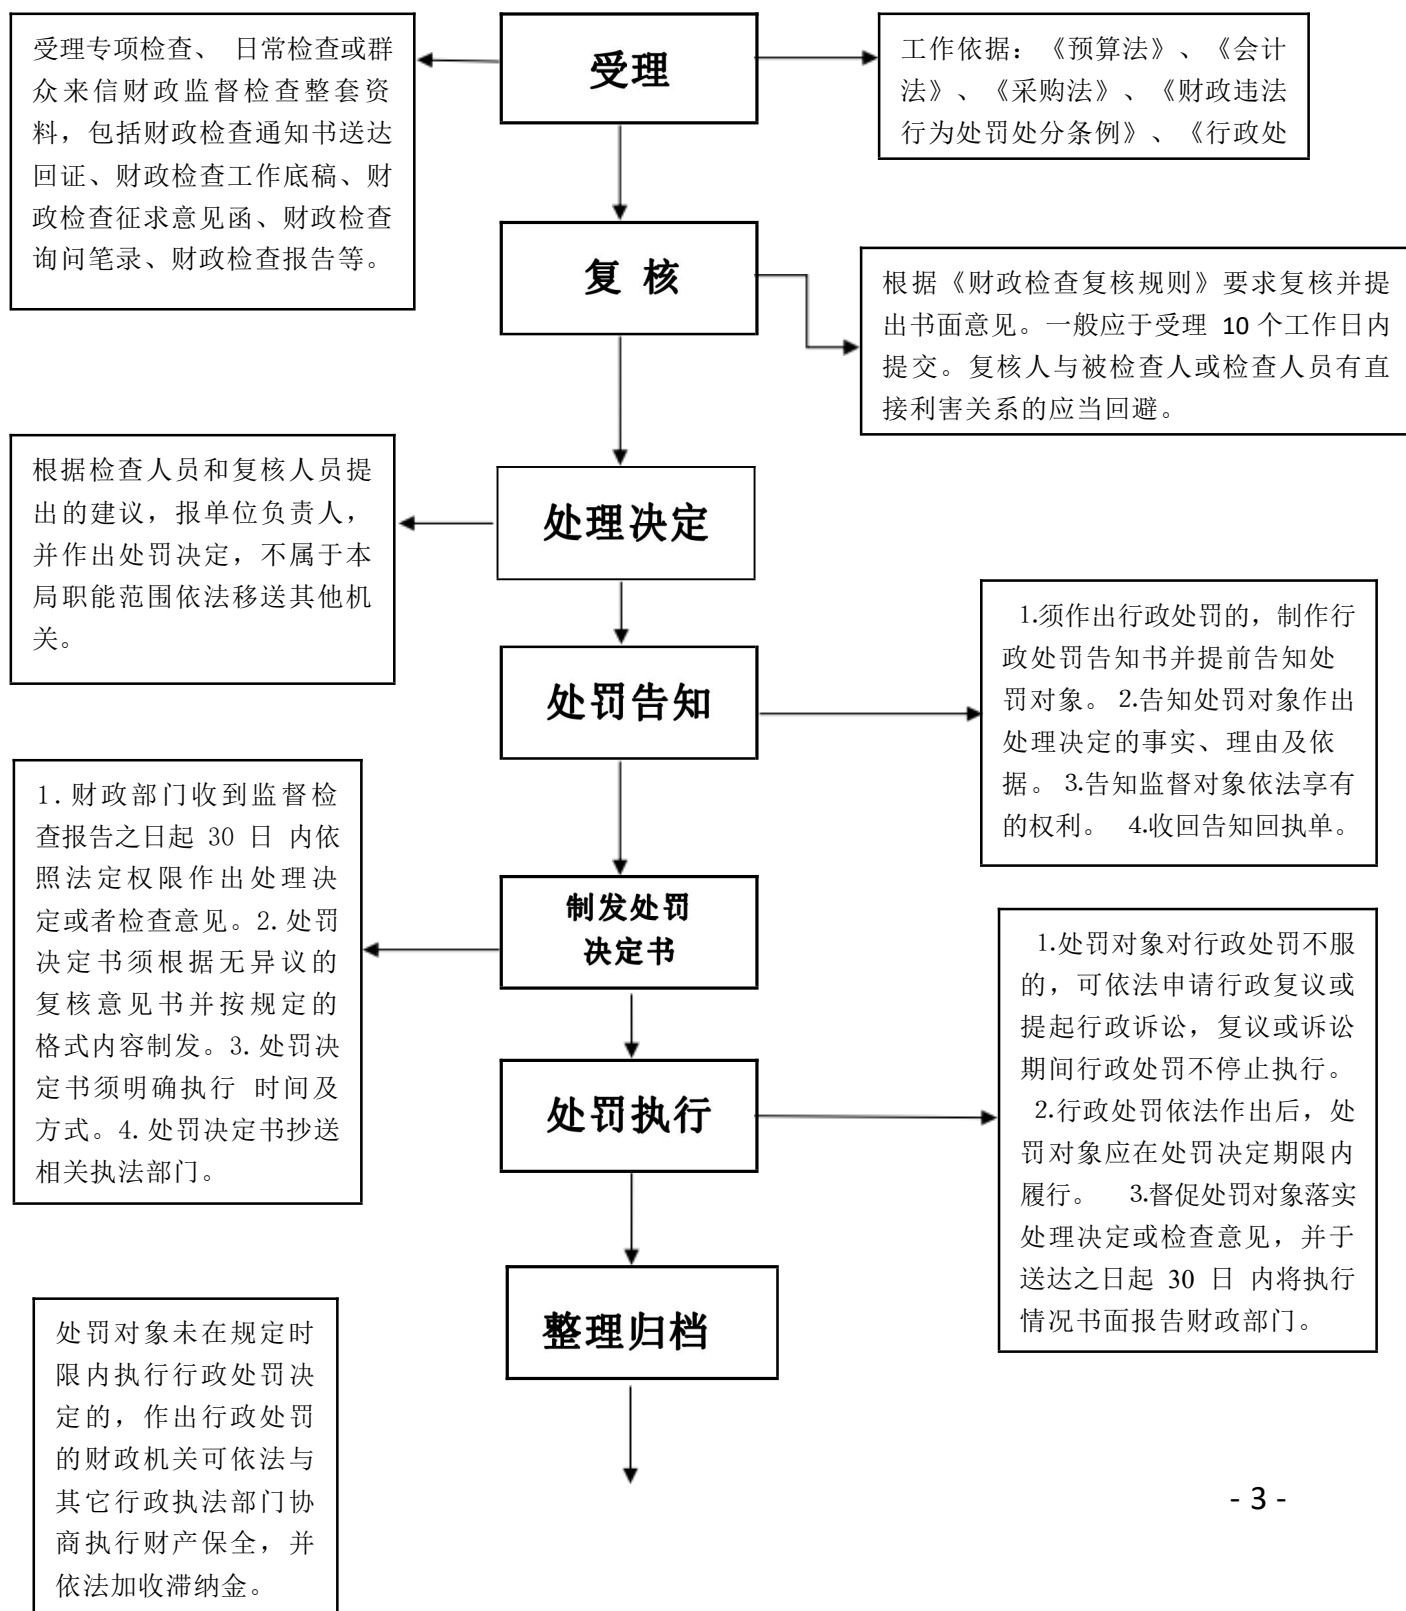 受理专项检查、 日常检查或群
众来信财政监督检查整套资
料，包括财政检查通知书送达
回证、财政检查工作底稿、财
政检查征求意见函、财政检查
询问笔录、财政检查报告等。
受理
工作依据：《预算法》、《会计
法》、《采购法》、《财政违法
行为处罚处分条例》、《行政处
复 核
根据《财政检查复核规则》要求复核并提
出书面意见。一般应于受理 10 个工作日内
提交。复核人与被检查人或检查人员有直
接利害关系的应当回避。
根据检查人员和复核人员提
出的建议，报单位负责人，
并作出处罚决定，不属于本
局职能范围依法移送其他机
关。
处理决定
处罚告知
1.须作出行政处罚的，制作行
政处罚告知书并提前告知处
罚对象。 2.告知处罚对象作出
处理决定的事实、理由及依
据。 3.告知监督对象依法享有
的权利。 4.收回告知回执单。
1. 财政部门收到监督检
查报告之日起 30 日 内依
照法定权限作出处理决
定或者检查意见。2. 处罚
决定书须根据无异议的
复核意见书并按规定的
格式内容制发。3. 处罚决
定书须明确执行 时间及
方式。4. 处罚决定书抄送
相关执法部门。
制发处罚
决定书
处罚执行
1.处罚对象对行政处罚不服
的，可依法申请行政复议或
提起行政诉讼，复议或诉讼
期间行政处罚不停止执行。
2.行政处罚依法作出后，处
罚对象应在处罚决定期限内
履行。 3.督促处罚对象落实
处理决定或检查意见，并于
送达之日起 30 日 内将执行
情况书面报告财政部门。
整理归档
处罚对象未在规定时
限内执行行政处罚决
定的，作出行政处罚
的财政机关可依法与
其它行政执法部门协
商执行财产保全，并
依法加收滞纳金。
- 3 -